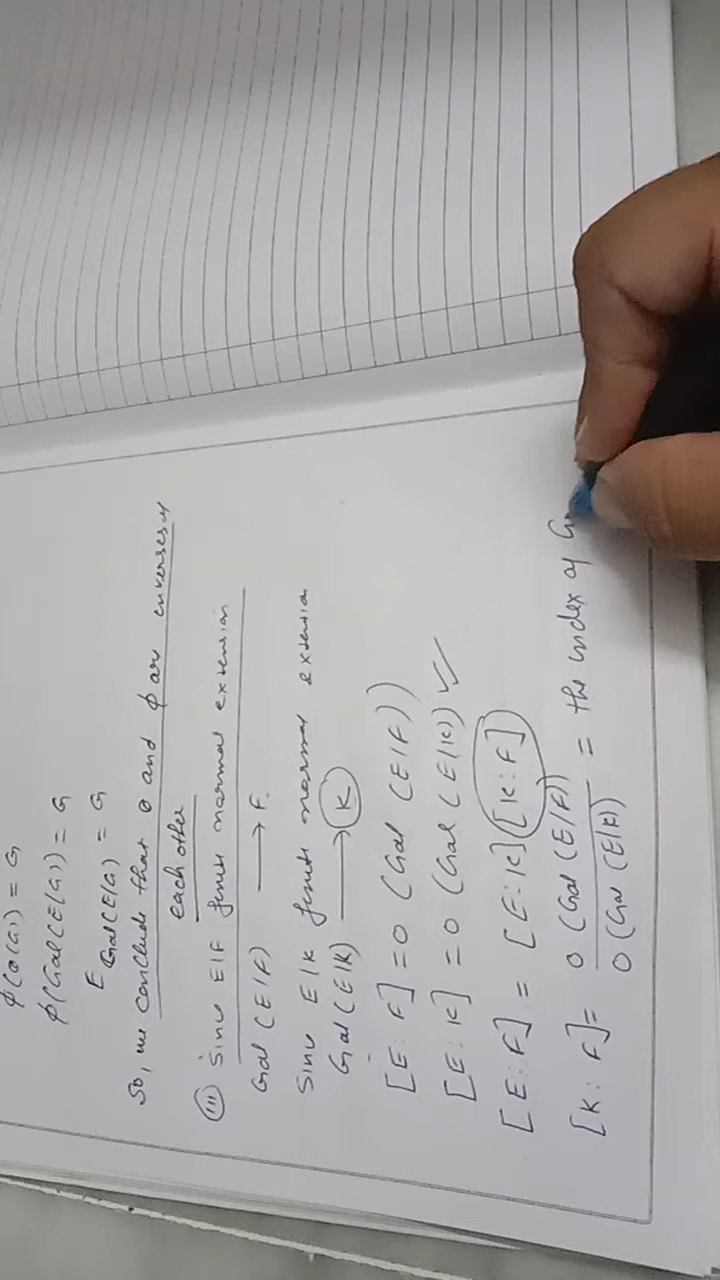 ϕ(θ(G)) = G
ϕ(Gal(E/G)) = G
E Gal(E/G) = G
So, we conclude that θ and ϕ are inverses of
each other
(iii) Since E/F finite normal extension
Gal (E/F) → F.
Since E/K finite normal extension
Gal(E/K) → K
[E: F] = O (Gal (E/F))
[E: K] = O (Gal (E/K)) ✓
[E: F] = [E: K] [K: F]
[K: F] = O (Gal (E/F)) / O (Gal (E/K)) = the index of G